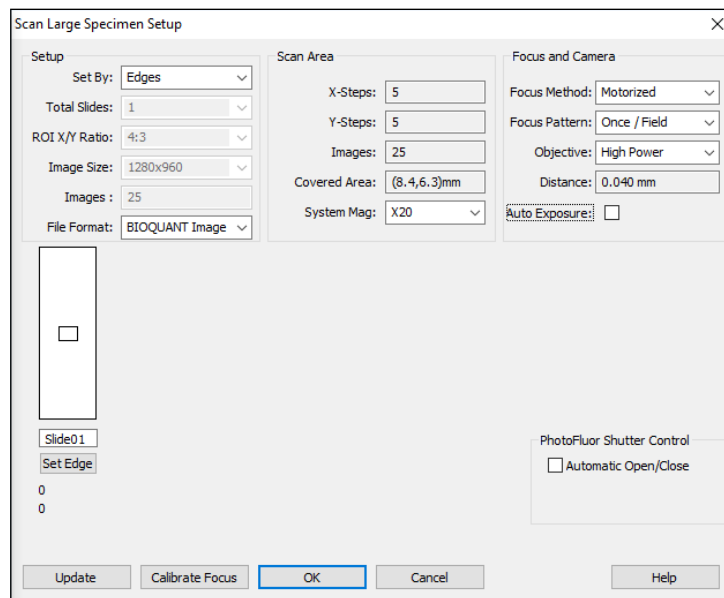 Scan Large Specimen Setup
Setup
Set By: Edges
Total Slides: 1
ROI X/Y Ratio: 4:3
Image Size: 1280x960
Images : 25
File Format: BIOQUANT Image
Scan Area
X-Steps: 5
Y-Steps: 5
Images: 25
Covered Area: (8.4,6.3)mm
System Mag: X20
Focus and Camera
Focus Method: Motorized
Focus Pattern: Once / Field
Objective: High Power
Distance: 0.040 mm
Auto Exposure:
Slide01
Set Edge
0
0
PhotoFluor Shutter Control
Automatic Open/Close
Update
Calibrate Focus
OK
Cancel
Help